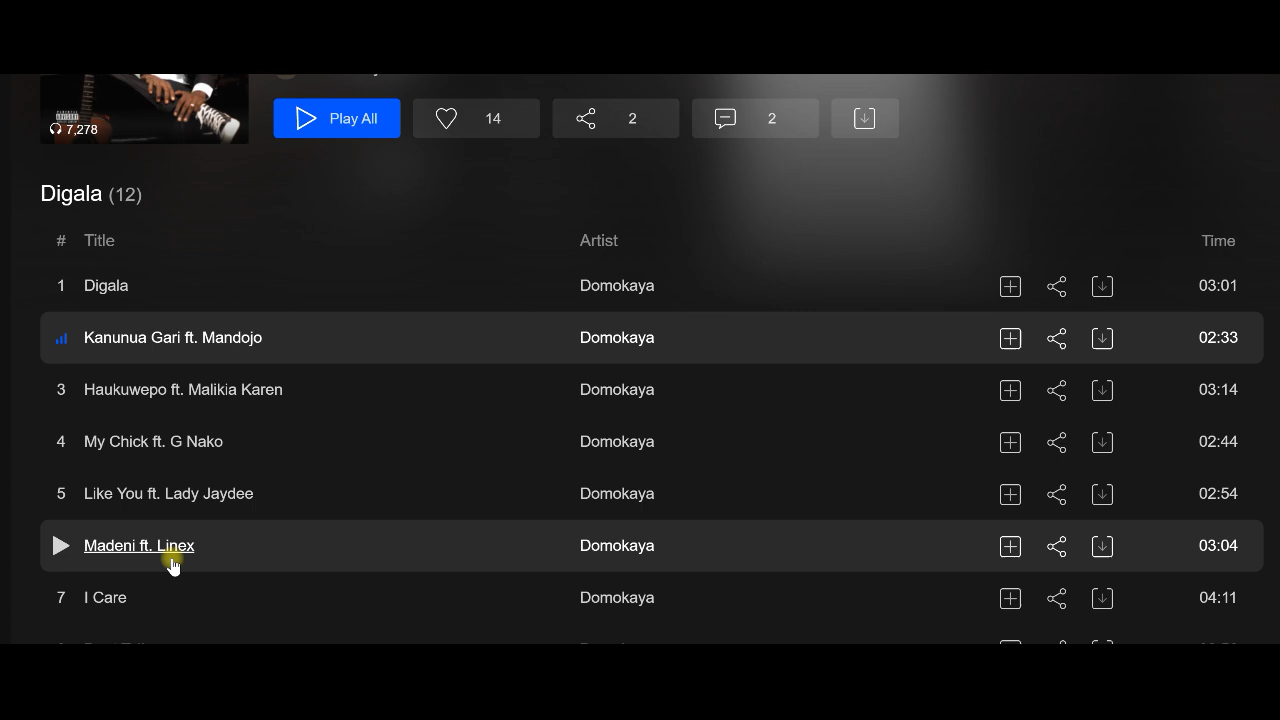 7,278
Play All 14 2 2
Digala (12)
# Title Artist Time
1 Digala Domokaya 03:01
Kanunua Gari ft. Mandojo Domokaya 02:33
3 Haukuwepo ft. Malikia Karen Domokaya 03:14
4 My Chick ft. G Nako Domokaya 02:44
5 Like You ft. Lady Jaydee Domokaya 02:54
Madeni ft. Linex Domokaya 03:04
7 I Care Domokaya 04:11